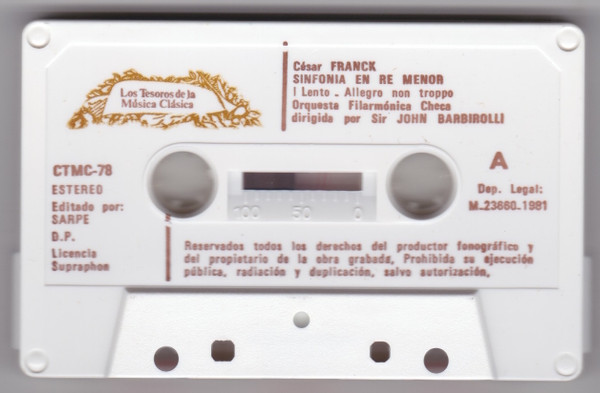 Los Tesoros de la
Música Clásica
César FRANCK
SINFONIA EN RE MENOR
I Lento - Allegro non troppo
Orquesta Filarmónica Checa
dirigida por Sir JOHN BARBIROLLI
CTMC-78
ESTEREO
Editado por:
SARPE
D.P.
Licencia
Supraphon
100 50 0
A
Dep. Legal:
M-23660-1981
Reservados todos los derechos del productor fonográfico y
del propietario de la obra grabada. Prohibida su ejecución
pública, radiación y duplicación, salvo autorización.